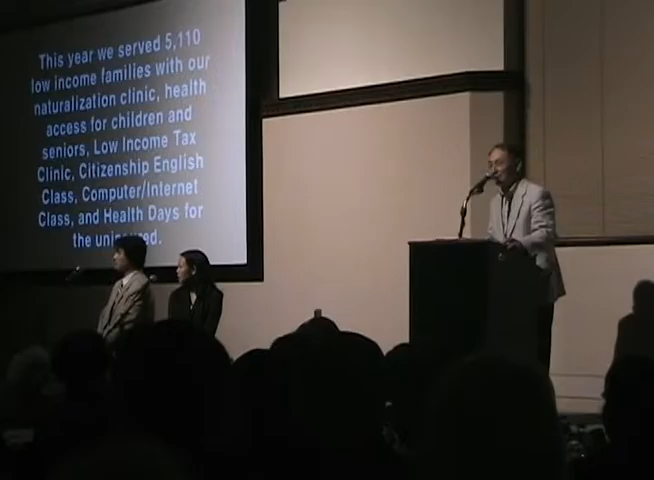 This year we served 5,110
low income families with our
naturalization clinic, health
access for children and
seniors, Low Income Tax
Clinic, Citizenship English
Class, Computer/Internet
Class, and Health Days for
the uninsured.